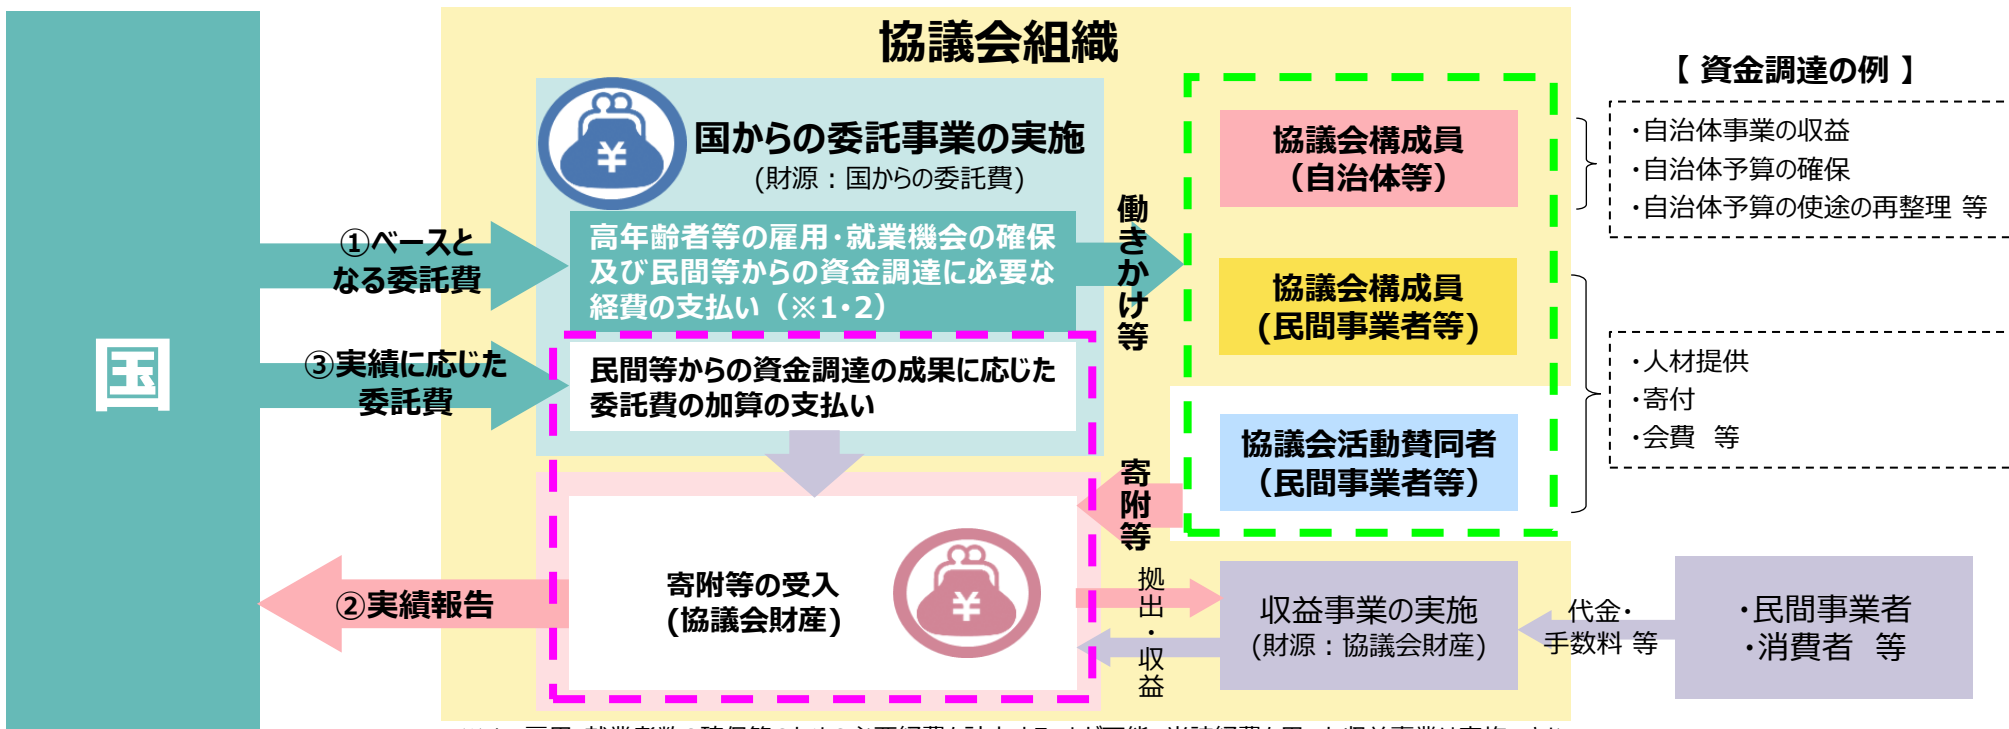 協議会組織
国
国からの委託事業の実施
(財源：国からの委託費)
①ベースと
なる委託費
高年齢者等の雇用・就業機会の確保
及び民間等からの資金調達に必要な
経費の支払い（※1・2）
③実績に応じた
委託費
民間等からの資金調達の成果に応じた
委託費の加算の支払い
②実績報告
寄附等の受入
(協議会財産)
働きかけ等
寄附等
拠出・収益
協議会構成員
（自治体等）
協議会構成員
(民間事業者等)
協議会活動賛同者
（民間事業者等）
収益事業の実施
(財源：協議会財産)
代金・
手数料 等
・民間事業者
・消費者 等
【 資金調達の例 】
・自治体事業の収益
・自治体予算の確保
・自治体予算の使途の再整理 等
・人材提供
・寄付
・会費 等